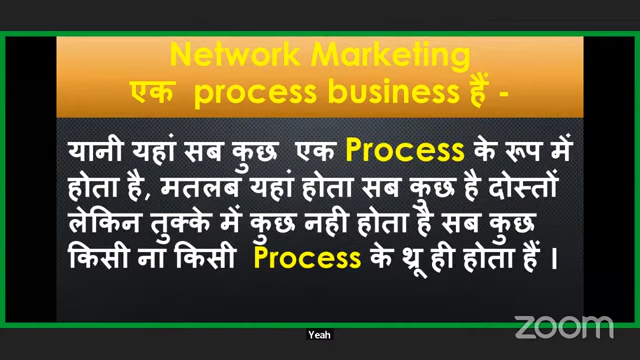 Network Marketing
एक process business हैं -
यानी यहां सब कुछ एक Process के रूप में
होता है, मतलब यहां होता सब कुछ है दोस्तों
लेकिन तुक्के में कुछ नही होता है सब कुछ
किसी ना किसी Process के थ्रू ही होता हैं ।
zoom
Yeah